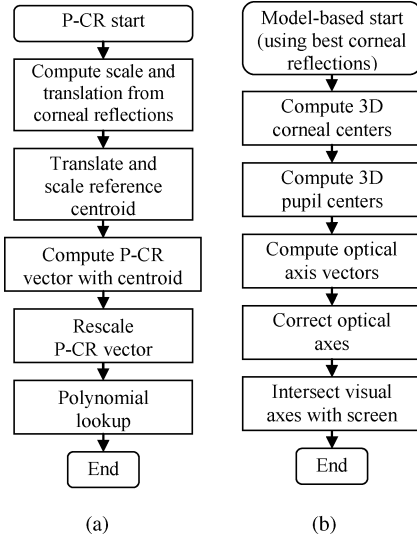 P-CR start
Compute scale and
translation from
corneal reflections
Translate and
scale reference
centroid
Compute P-CR
vector with centroid
Rescale
P-CR vector
Polynomial
lookup
End
(a)
Model-based start
(using best corneal
reflections)
Compute 3D
corneal centers
Compute 3D
pupil centers
Compute optical
axis vectors
Correct optical
axes
Intersect visual
axes with screen
End
(b)